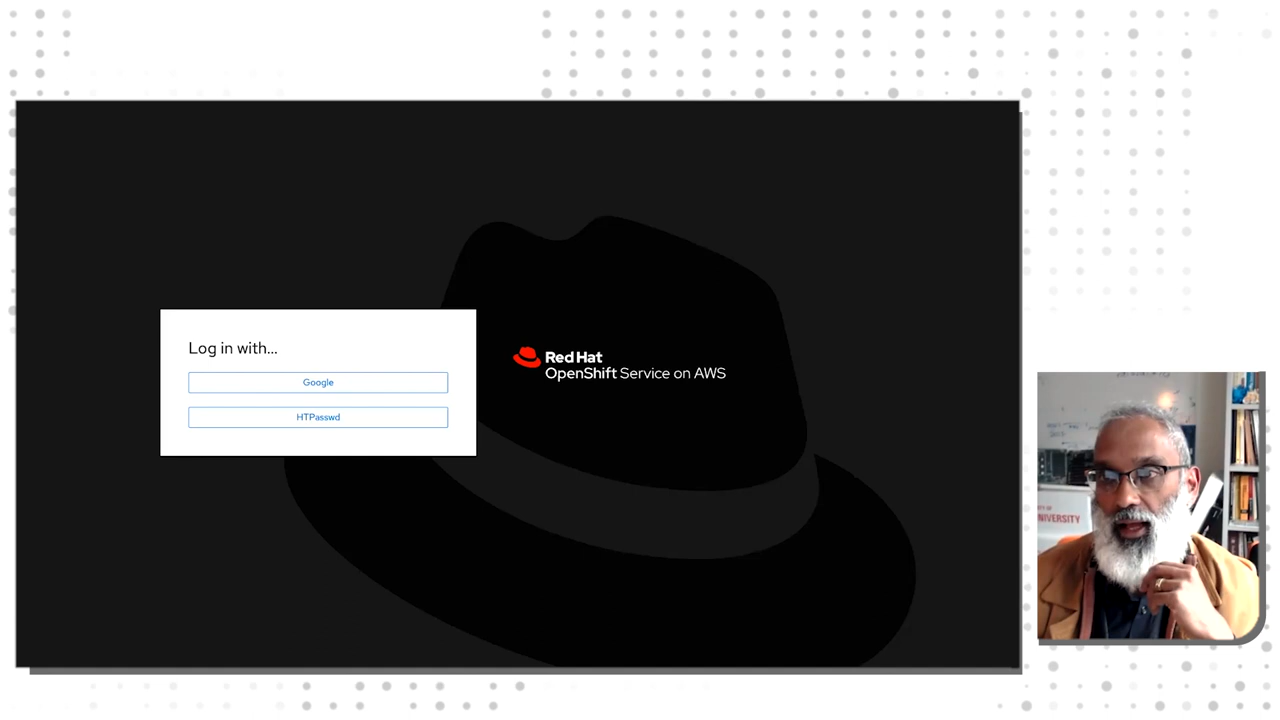 Log in with...
Google
HTPasswd
Red Hat
OpenShift Service on AWS
NIVERSITY